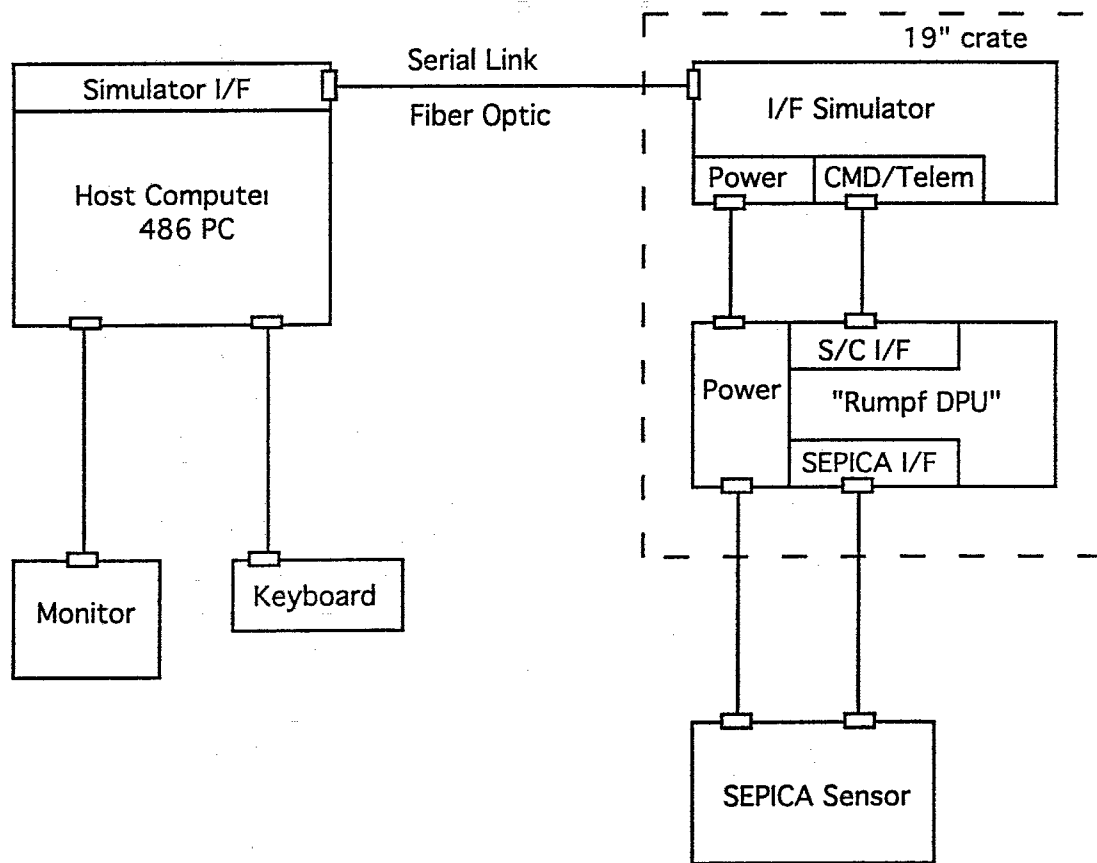 19" crate
Serial Link
Fiber Optic
Simulator I/F
Host Computer
486 PC
I/F Simulator
Power
CMD/Telem
S/C I/F
Power
"Rumpf DPU"
SEPICA I/F
Monitor
Keyboard
SEPICA Sensor